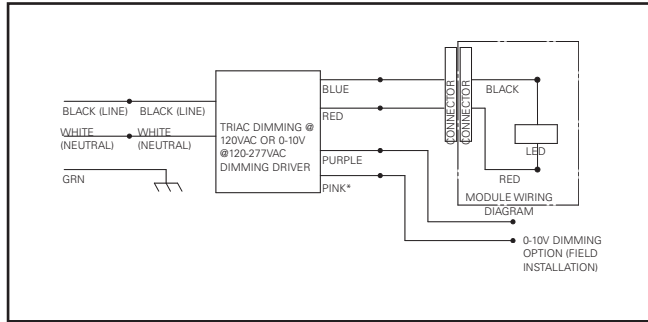 BLACK (LINE)
BLACK (LINE)
WHITE
(NEUTRAL)
WHITE
(NEUTRAL)
GRN
TRIAC DIMMING @
120VAC OR 0-10V
@120-277VAC
DIMMING DRIVER
BLUE
RED
PURPLE
PINK*
CONNECTOR
CONNECTOR
BLACK
LED
RED
MODULE WIRING
DIAGRAM
0-10V DIMMING
OPTION (FIELD
INSTALLATION)